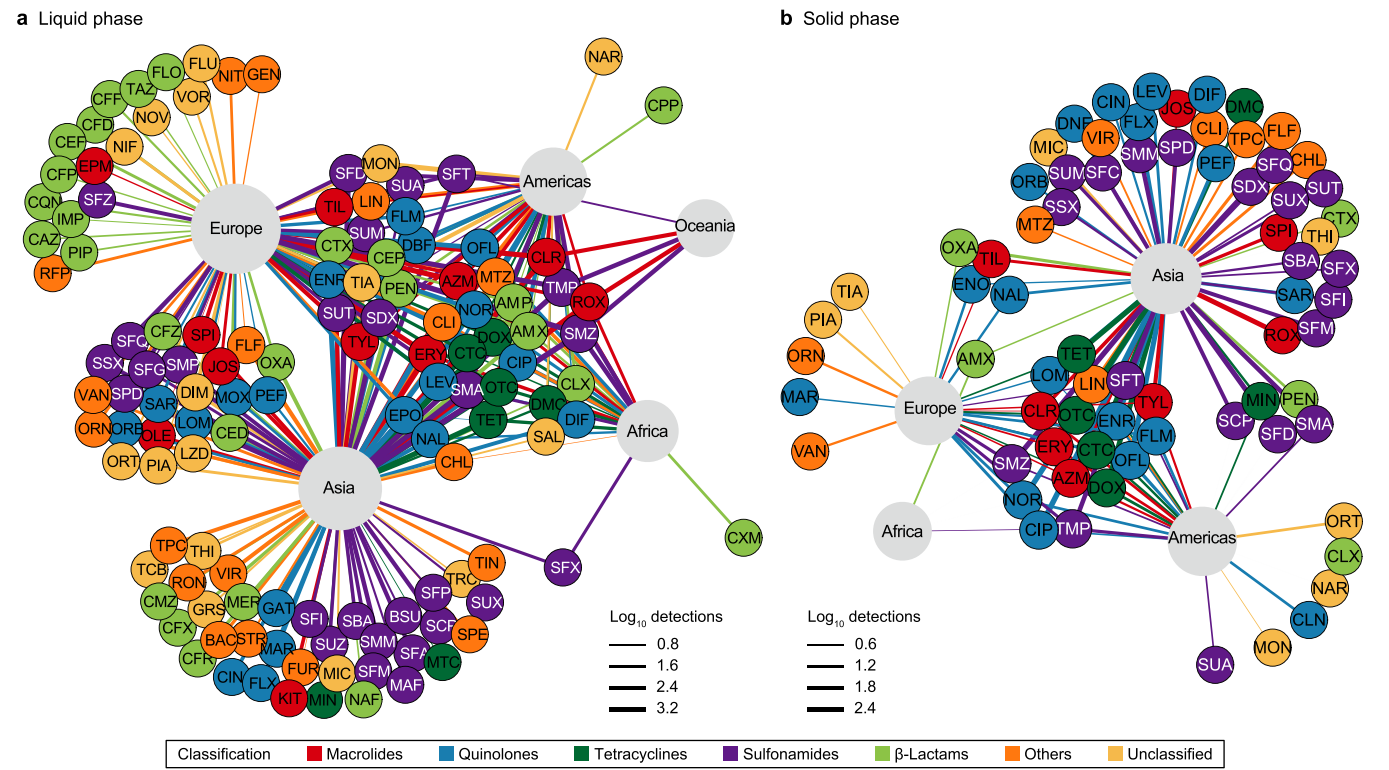 a Liquid phase
b Solid phase
FLU
NIT
GEN
FLO
TAZ
VOR
CFF
NOV
CFD
CEF
NIF
CFP
EPM
SFZ
CQN
IMP
CAZ
PIP
RFP
Europe
NAR
CPP
Americas
Oceania
SFD
MON
SUA
SFT
TIL
LIN
FLM
SUM
DBF
OFL
CTX
CEP
CLR
ENR
TIA
PEN
AZM
MTZ
TMP
ROX
SUT
SDX
NOR
AMP
CLI
AMX
SMZ
TYL
DOX
ERY
CTC
CIP
LEV
SMA
OTC
CLX
DMC
DIF
EPO
TET
NAL
SAL
CHL
Africa
SFQ
CFZ
SPI
FLF
OXA
SSX
SFG
SMP
JOS
VAN
SPD
SAR
DIM
MOX
PEF
ORN
ORB
OLE
LOM
CED
ORT
PIA
LZD
Asia
CXM
SFX
TPC
THI
TCB
RON
VIR
CMZ
GRS
MER
GAT
CFX
BAC
STR
MAR
CFR
CIN
FLX
FUR
KIT
MIN
MIC
NAF
SFI
SUZ
SBA
SMM
SFM
BSU
SFA
MAF
SFP
TRC
TIN
SUX
SPE
MTC
LEV
DIF
CIN
JOS
DMC
FLX
CLI
TPC
FLF
VIR
MIC
SMM
SPD
PEF
SFQ
CHL
SUM
SFC
ORB
SDX
SUX
SUT
SSX
CTX
MTZ
SPI
THI
SBA
SFX
Asia
SAR
SFI
ROX
SFM
OXA
TIL
ENO
NAL
AMX
TIA
PIA
ORN
MAR
VAN
Europe
TET
LOM
LIN
SFT
CLR
OTC
ENR
TYL
ERY
CTC
FLM
OFL
SMZ
AZM
DOX
NOR
CIP
TMP
MIN
PEN
SCP
SFD
SMA
Africa
Americas
ORT
CLX
NAR
CLN
MON
SUA
Log10 detections
0.8
1.6
2.4
3.2
Log10 detections
0.6
1.2
1.8
2.4
Classification Macrolides Quinolones Tetracyclines Sulfonamides β-Lactams Others Unclassified